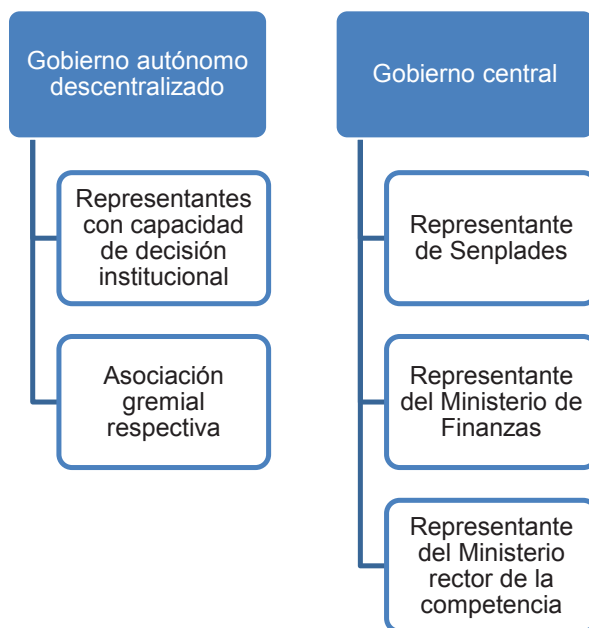 Gobierno autónomo
descentralizado
Representantes
con capacidad
de decisión
institucional
Asociación
gremial
respectiva
Gobierno central
Representante
de Senplades
Representante
del Ministerio de
Finanzas
Representante
del Ministerio
rector de la
competencia